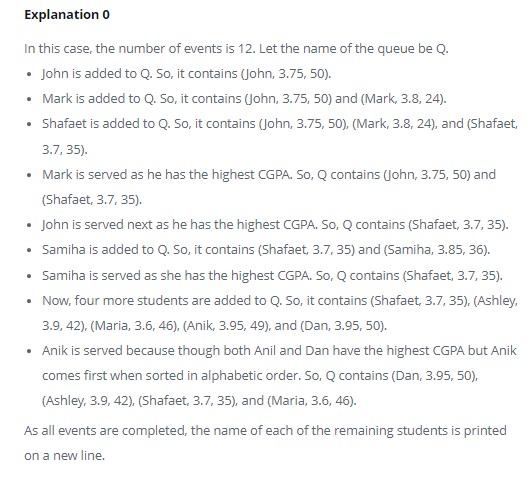 Explanation 0
In this case, the number of events is 12. Let the name of the queue be Q.
• John is added to Q. So, it contains (John, 3.75, 50).
• Mark is added to Q. So, it contains (John, 3.75, 50) and (Mark, 3.8, 24).
• Shafaet is added to Q. So, it contains (John, 3.75, 50), (Mark, 3.8, 24), and (Shafaet,
3.7, 35).
• Mark is served as he has the highest CGPA. So, Q contains (John, 3.75, 50) and
(Shafaet, 3.7, 35).
• John is served next as he has the highest CGPA. So, Q contains (Shafaet, 3.7, 35).
• Samiha is added to Q. So, it contains (Shafaet, 3.7, 35) and (Samiha, 3.85, 36).
• Samiha is served as she has the highest CGPA. So, Q contains (Shafaet, 3.7, 35).
• Now, four more students are added to Q. So, it contains (Shafaet, 3.7, 35), (Ashley,
3.9, 42), (Maria, 3.6, 46), (Anik, 3.95, 49), and (Dan, 3.95, 50).
• Anik is served because though both Anil and Dan have the highest CGPA but Anik
comes first when sorted in alphabetic order. So, Q contains (Dan, 3.95, 50),
(Ashley, 3.9, 42), (Shafaet, 3.7, 35), and (Maria, 3.6, 46).
As all events are completed, the name of each of the remaining students is printed
on a new line.